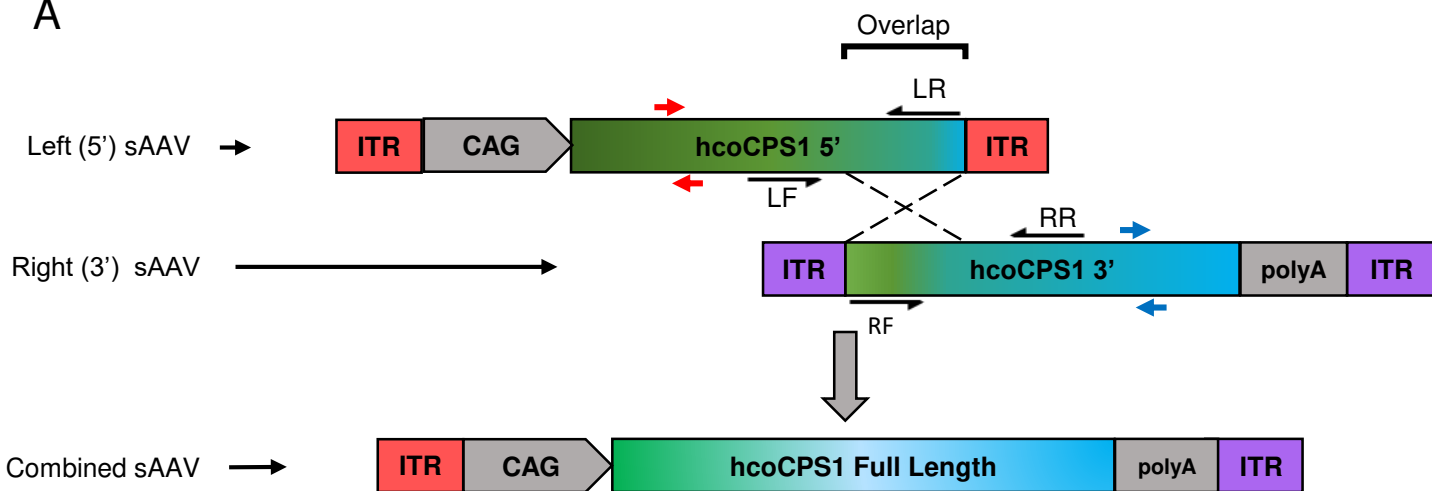 A
Overlap
LR
Left (5’) sAAV
ITR
CAG
hcoCPS1 5’
ITR
LF
RR
Right (3’) sAAV
ITR
hcoCPS1 3’
polyA
ITR
RF
Combined sAAV
ITR
CAG
hcoCPS1 Full Length
polyA
ITR